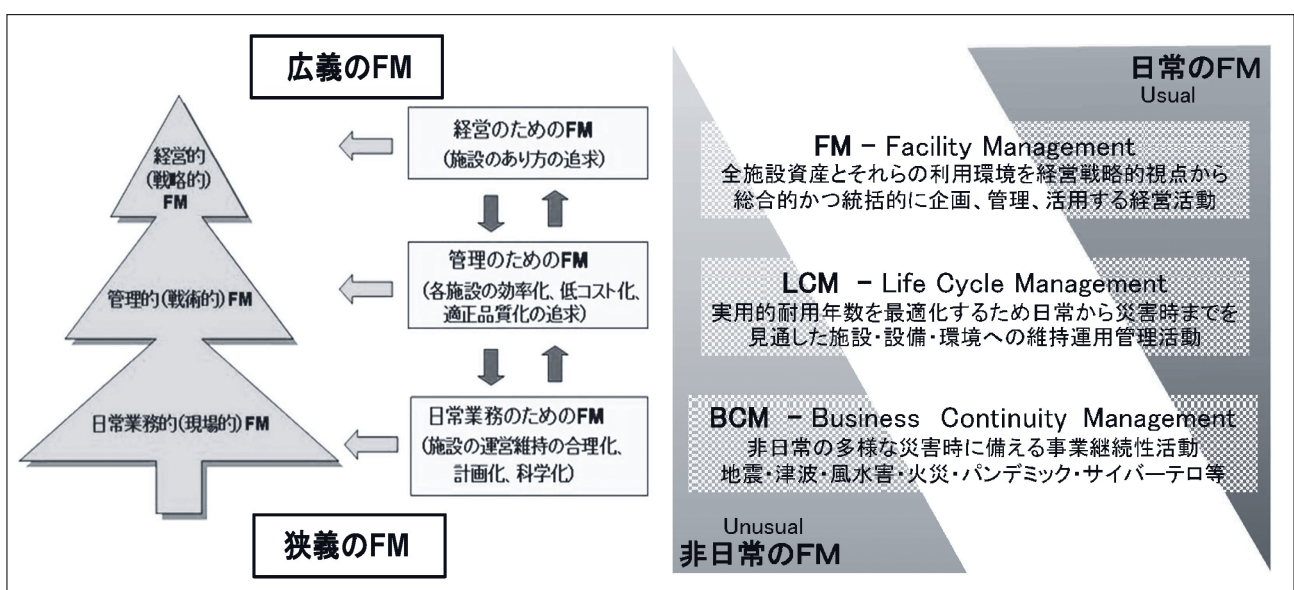 広義のFM
経営的
(戦略的)
FM
管理的(戦術的)FM
日常業務的(現場的)FM
経営のためのFM
(施設のあり方の追求)
管理のためのFM
(各施設の効率化、低コスト化、
適正品質化の追求)
日常業務のためのFM
(施設の運営維持の合理化、
計画化、科学化)
狭義のFM
日常のFM
Usual
FM - Facility Management
全施設資産とそれらの利用環境を経営戦略的視点から
総合的かつ統括的に企画、管理、活用する経営活動
LCM - Life Cycle Management
実用的耐用年数を最適化するため日常から災害時までを
見通した施設・設備・環境への維持運用管理活動
BCM - Business Continuity Management
非日常の多様な災害時に備える事業継続性活動
地震・津波・風水害・火災・パンデミック・サイバーテロ等
Unusual
非日常のFM